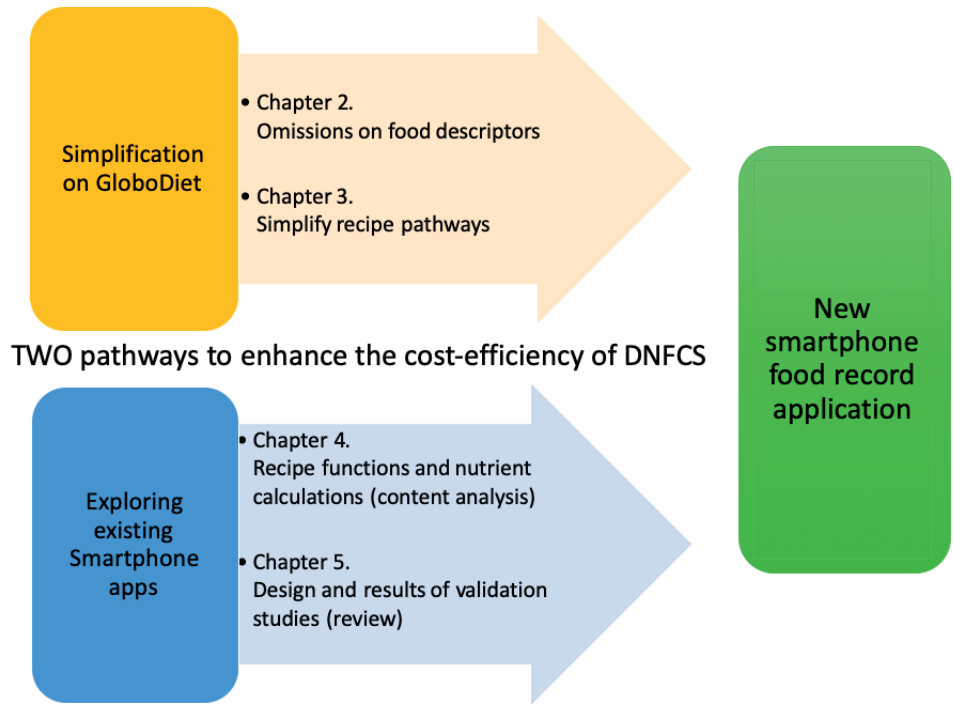 Simplification
on GloboDiet
• Chapter 2.
Omissions on food descriptors
• Chapter 3.
Simplify recipe pathways
TWO pathways to enhance the cost-efficiency of DNFCS
Exploring
existing
Smartphone
apps
• Chapter 4.
Recipe functions and nutrient
calculations (content analysis)
• Chapter 5.
Design and results of validation
studies (review)
New
smartphone
food record
application